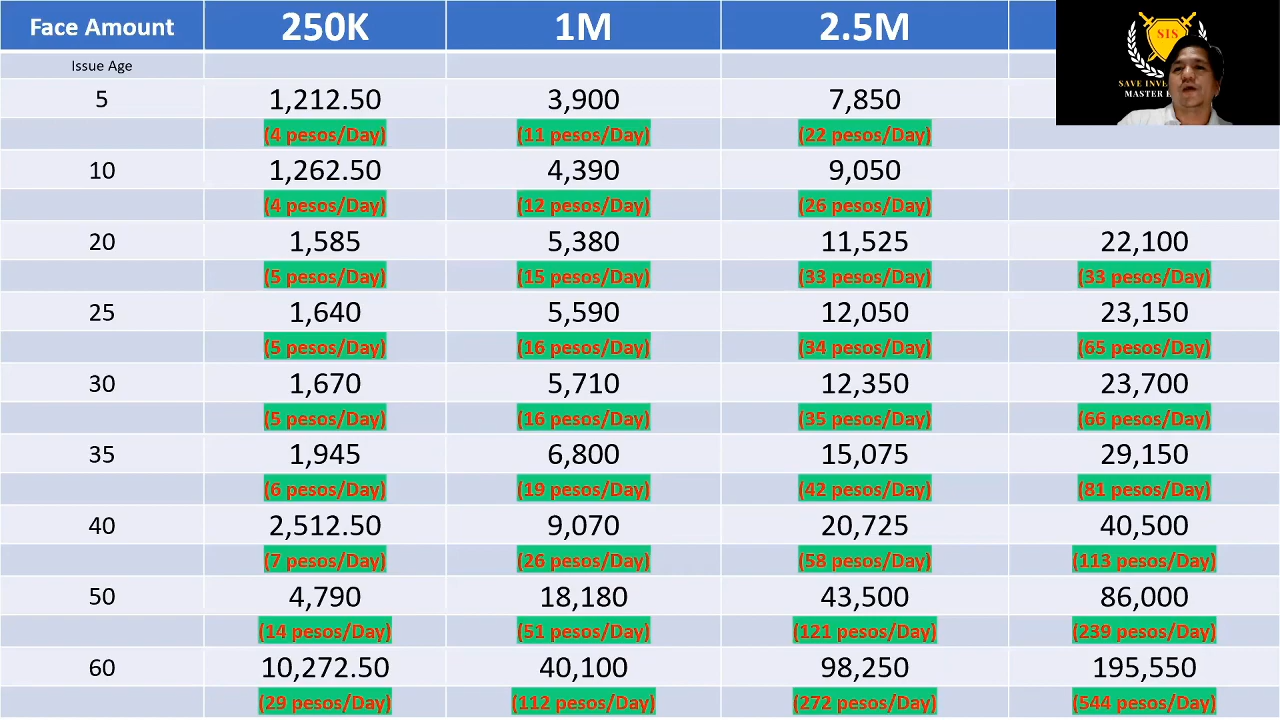 Face Amount 250K 1M 2.5M
Issue Age
5 1,212.50 3,900 7,850
(4 pesos/Day) (11 pesos/Day) (22 pesos/Day)
10 1,262.50 4,390 9,050
(4 pesos/Day) (12 pesos/Day) (26 pesos/Day)
20 1,585 5,380 11,525 22,100
(5 pesos/Day) (15 pesos/Day) (33 pesos/Day) (33 pesos/Day)
25 1,640 5,590 12,050 23,150
(5 pesos/Day) (16 pesos/Day) (34 pesos/Day) (65 pesos/Day)
30 1,670 5,710 12,350 23,700
(5 pesos/Day) (16 pesos/Day) (35 pesos/Day) (66 pesos/Day)
35 1,945 6,800 15,075 29,150
(6 pesos/Day) (19 pesos/Day) (42 pesos/Day) (81 pesos/Day)
40 2,512.50 9,070 20,725 40,500
(7 pesos/Day) (26 pesos/Day) (58 pesos/Day) (113 pesos/Day)
50 4,790 18,180 43,500 86,000
(14 pesos/Day) (51 pesos/Day) (121 pesos/Day) (239 pesos/Day)
60 10,272.50 40,100 98,250 195,550
(29 pesos/Day) (112 pesos/Day) (272 pesos/Day) (544 pesos/Day)
SIS
SAVE
MASTER